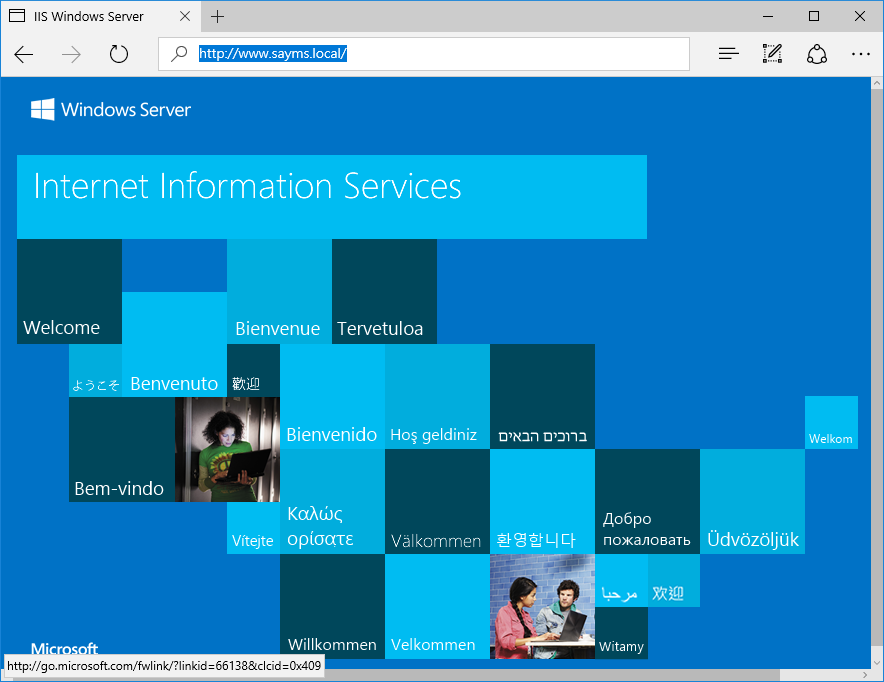 IIS Windows Server
http://www.sayms.local/
Windows Server
Internet Information Services
Welcome
Bienvenue
Tervetuloa
ようこそ
Benvenuto
歡迎
Bienvenido
Hoş geldiniz
ברוכים הבאים
Welkom
Bem-vindo
Vítejte
Καλώς
ορίσατε
Välkommen
환영합니다
Добро
пожаловать
Üdvözöljük
Willkommen
Velkommen
مرحبا
欢迎
Witamy
Microsoft
http://go.microsoft.com/fwlink/?linkid=66138&clcid=0x409